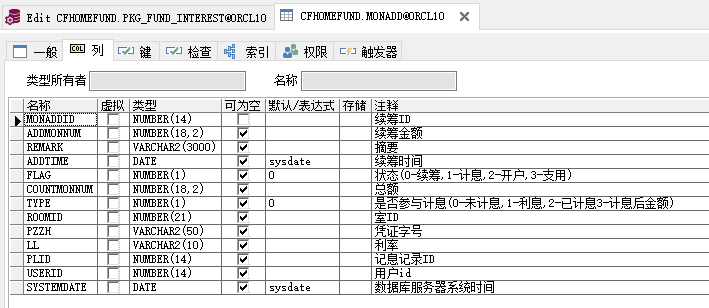 Edit CFHOMEFUND.PKG_FUND_INTEREST@ORCL10 CFHOMEFUND.MONADD@ORCL10
一般 COL 列 键 检查 索引 权限 触发器
类型所有者 名称
名称 虚拟 类型 可为空 默认/表达式 存储 注释
MONADDID NUMBER(14) 续筹ID
ADDMONNUM NUMBER(18,2) 续筹金额
REMARK VARCHAR2(3000) 摘要
ADDTIME DATE sysdate 续筹时间
FLAG NUMBER(1) 0 状态(0-续筹,1-计息,2-开户,3-支用)
COUNTMONNUM NUMBER(18,2) 总额
TYPE NUMBER(1) 0 是否参与计息(0-未计息,1-利息,2-已计息3-计息后金额)
ROOMID NUMBER(21) 室ID
PZZH VARCHAR2(50) 凭证字号
LL VARCHAR2(10) 利率
PLID NUMBER(14) 记息记录ID
USERID NUMBER(14) 用户id
SYSTEMDATE DATE sysdate 数据库服务器系统时间